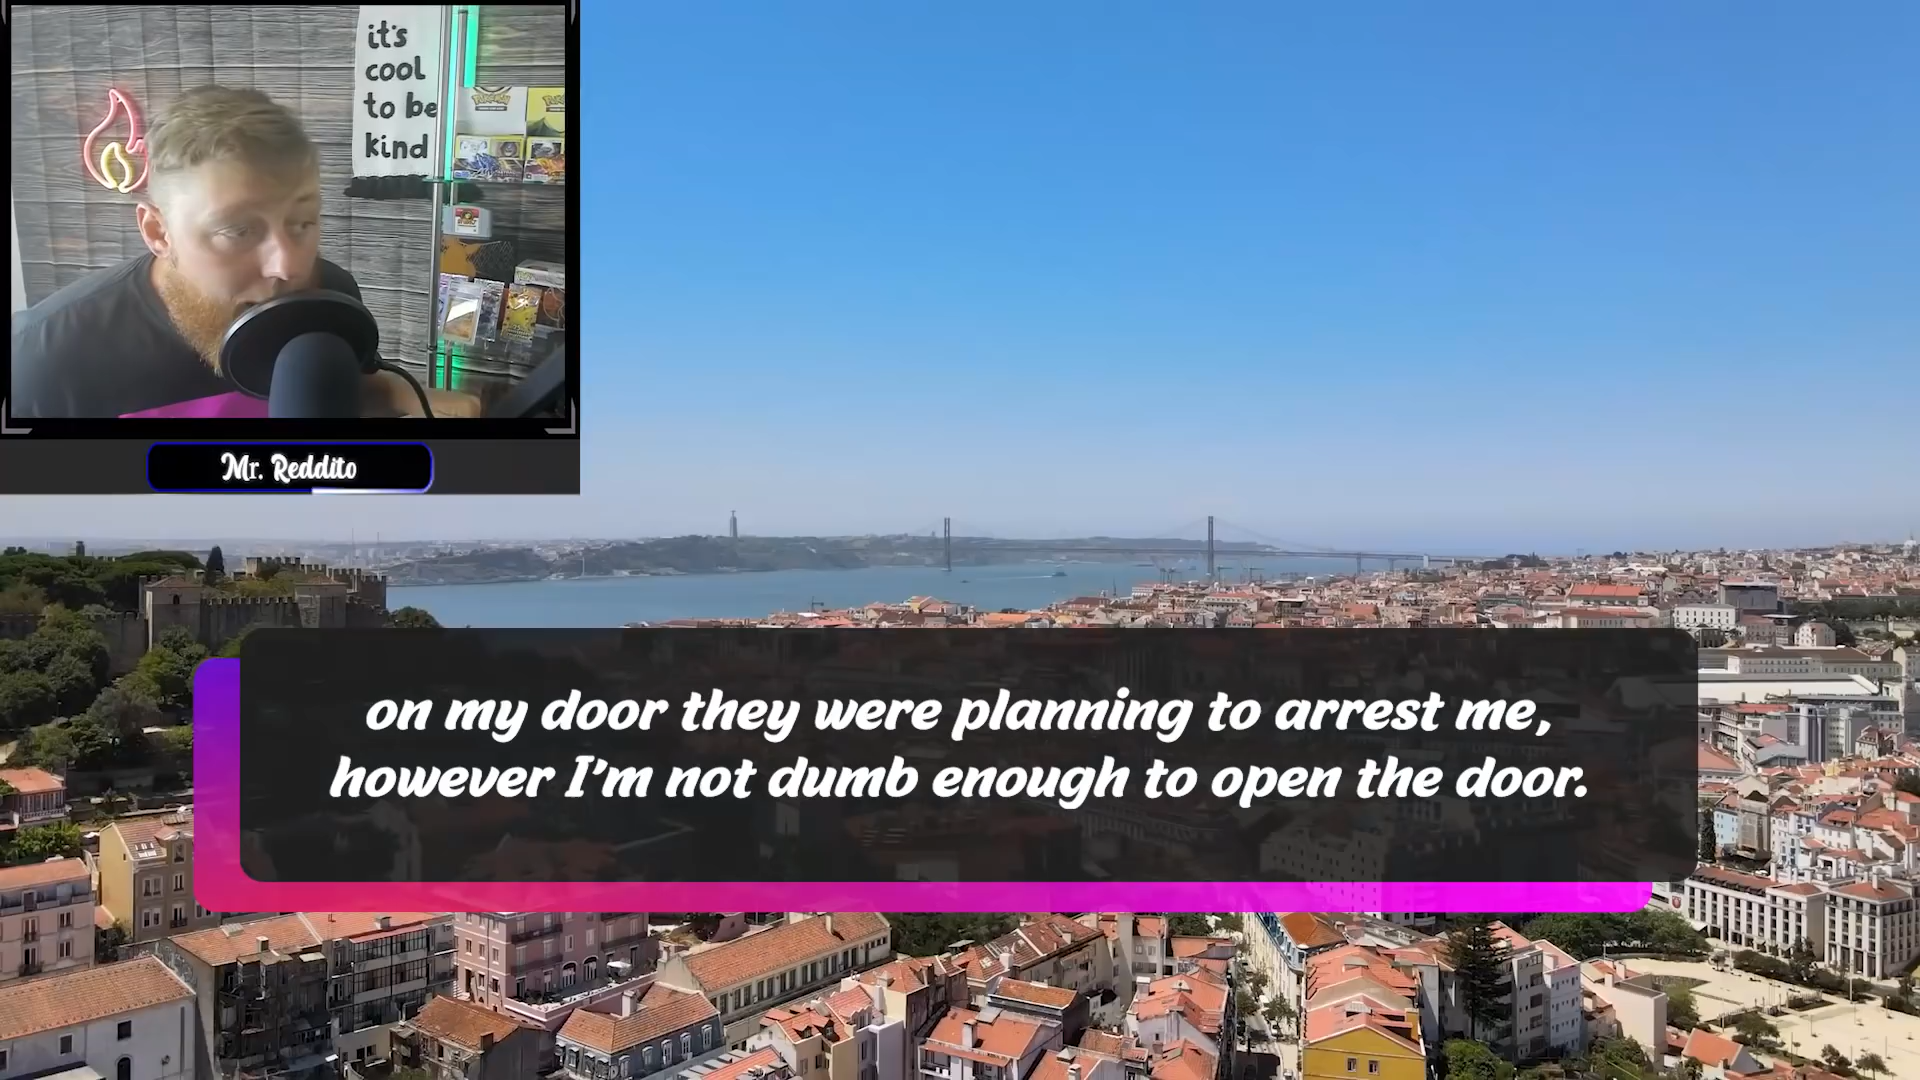 it's
cool
to be
kind
POKÉMON
Mr. Reddito
on my door they were planning to arrest me,
however I'm not dumb enough to open the door.